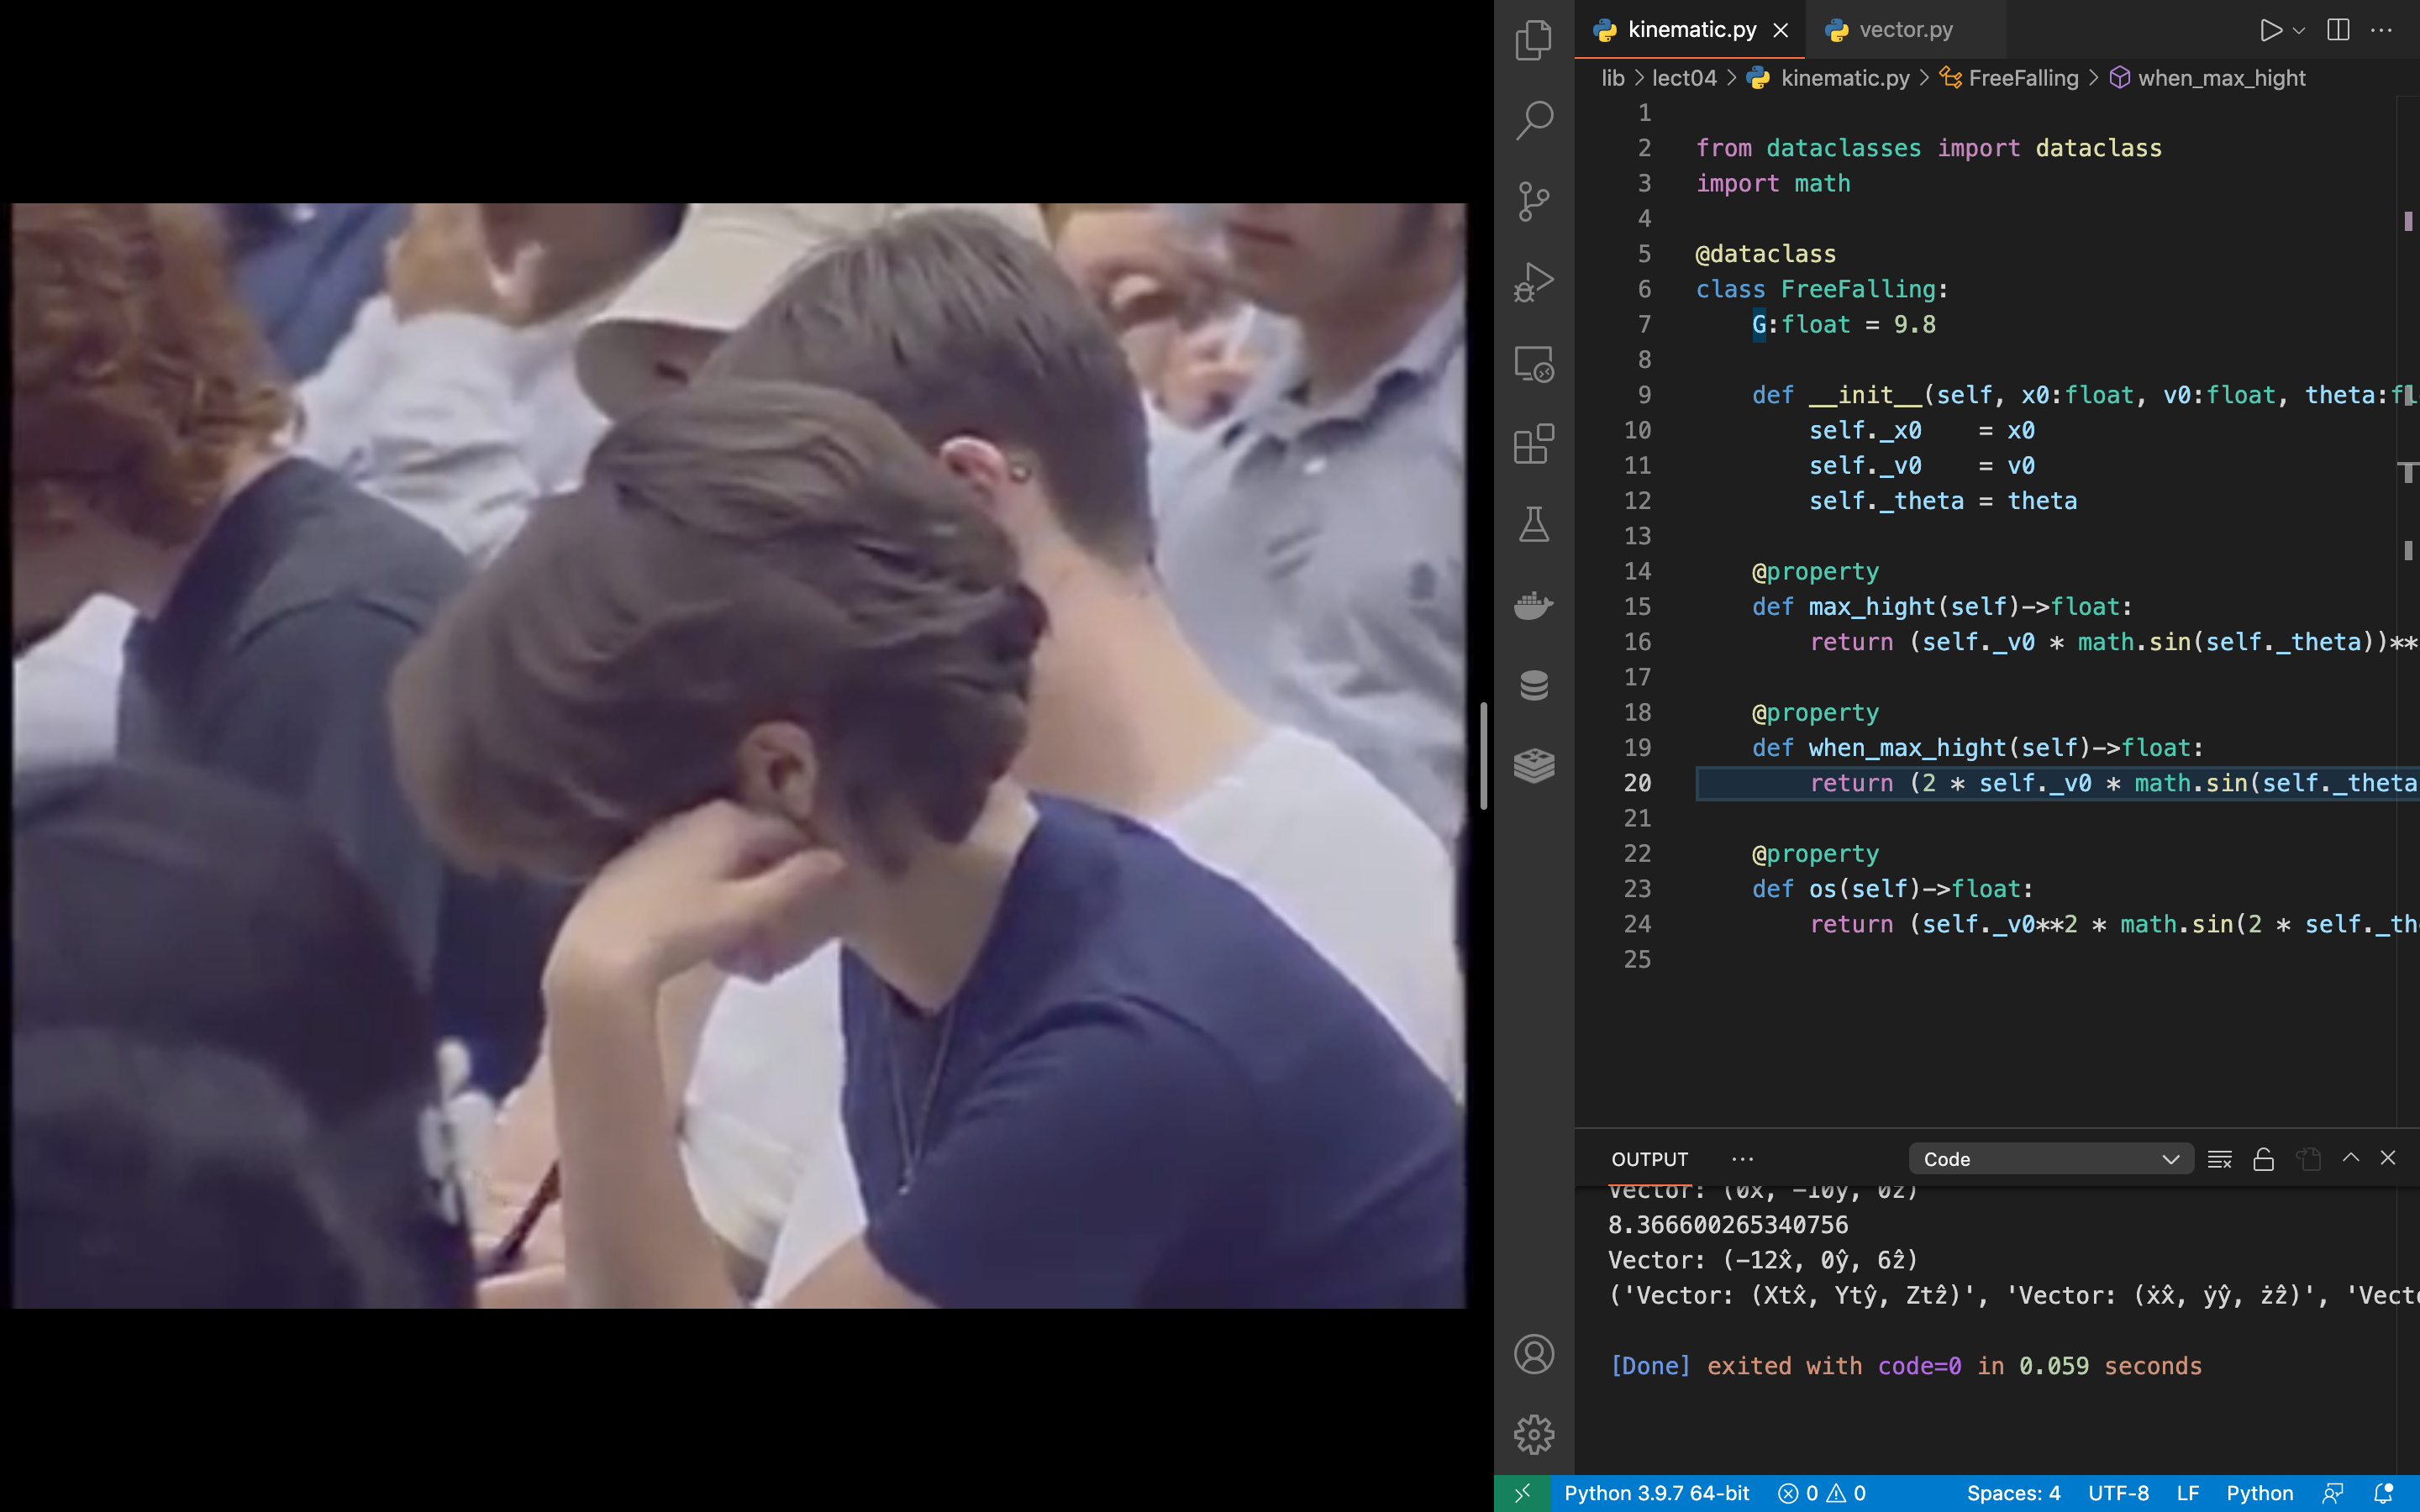 kinematic.py
vector.py
lib > lect04 > kinematic.py > FreeFalling > when_max_hight
1
2 from dataclasses import dataclass
3 import math
4
5 @dataclass
6 class FreeFalling:
7 G:float = 9.8
8
9 def __init__(self, x0:float, v0:float, theta:fl
10 self._x0 = x0
11 self._v0 = v0
12 self._theta = theta
13
14 @property
15 def max_hight(self)->float:
16 return (self._v0 * math.sin(self._theta))**
17
18 @property
19 def when_max_hight(self)->float:
20 return (2 * self._v0 * math.sin(self._theta
21
22 @property
23 def os(self)->float:
24 return (self._v0**2 * math.sin(2 * self._th
25
OUTPUT ... Code
Vector: (0x̂, −10ŷ, 0ẑ)
8.366600265340756
Vector: (−12x̂, 0ŷ, 6ẑ)
('Vector: (Xtx̂, Ytŷ, Ztẑ)', 'Vector: (ẋx̂, ẏŷ, żẑ)', 'Vect
[Done] exited with code=0 in 0.059 seconds
Python 3.9.7 64-bit 0 0 Spaces: 4 UTF-8 LF Python